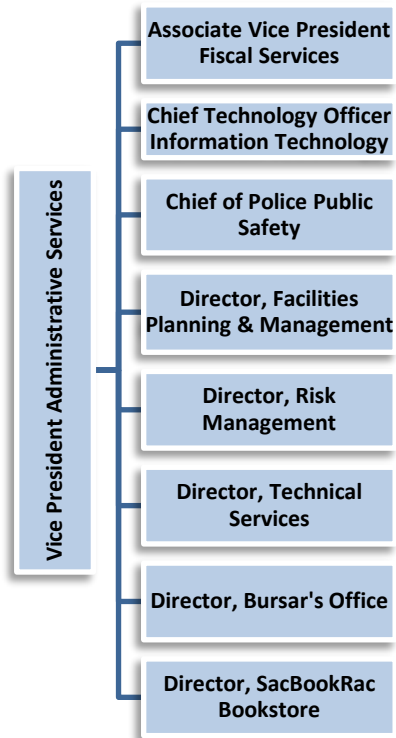 Vice President Administrative Services
Associate Vice President
Fiscal Services
Chief Technology Officer
Information Technology
Chief of Police Public
Safety
Director, Facilities
Planning & Management
Director, Risk
Management
Director, Technical
Services
Director, Bursar's Office
Director, SacBookRac
Bookstore